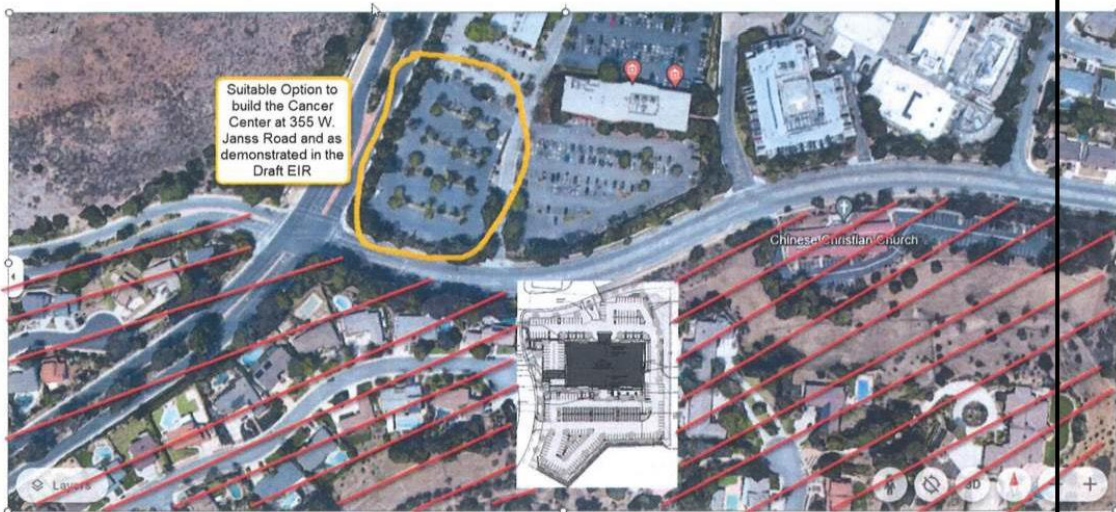 Suitable Option to
build the Cancer
Center at 355 W.
Janss Road and as
demonstrated in the
Draft EIR
Chinese Christian Church
Layers
3D